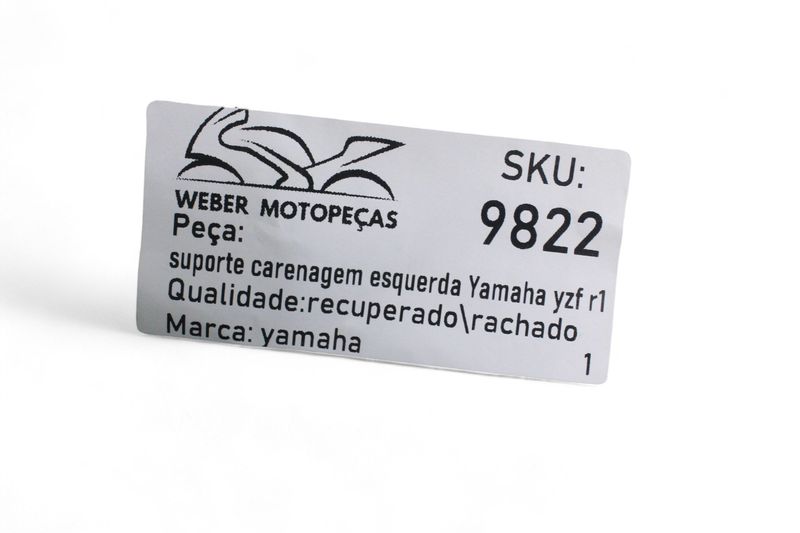 WEBER MOTOPEÇAS
SKU:
9822
Peça:
suporte carenagem esquerda Yamaha yzf r1
Qualidade:recuperado\rachado
Marca: yamaha
1